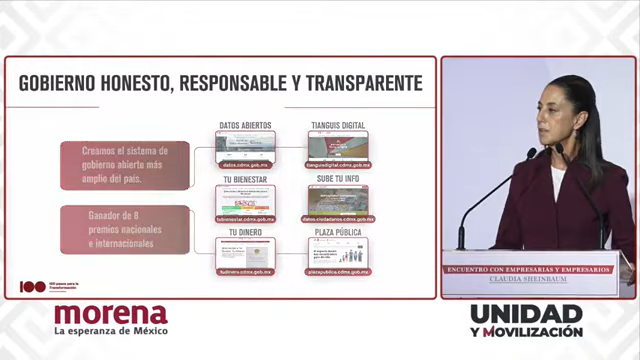 GOBIERNO HONESTO, RESPONSABLE Y TRANSPARENTE
Creamos el sistema de
gobierno abierto más
amplio del país.
Ganador de 8
premios nacionales
e internacionales
DATOS ABIERTOS
datos.cdmx.gob.mx
TIANGUIS DIGITAL
tianguisdigital.cdmx.gob.mx
TU BIENESTAR
tubienestar.cdmx.gob.mx
SUBE TU INFO
datos.ciudadanos.cdmx.gob.mx
TU DINERO
tudinero.cdmx.gob.mx
PLAZA PÚBLICA
plazapublica.cdmx.gob.mx
100
100 pasos para la
Transformación
ENCUENTRO CON EMPRESARIAS Y EMPRESARIOS
CLAUDIA SHEINBAUM
morena
La esperanza de México
UNIDAD
Y MOVILIZACIÓN